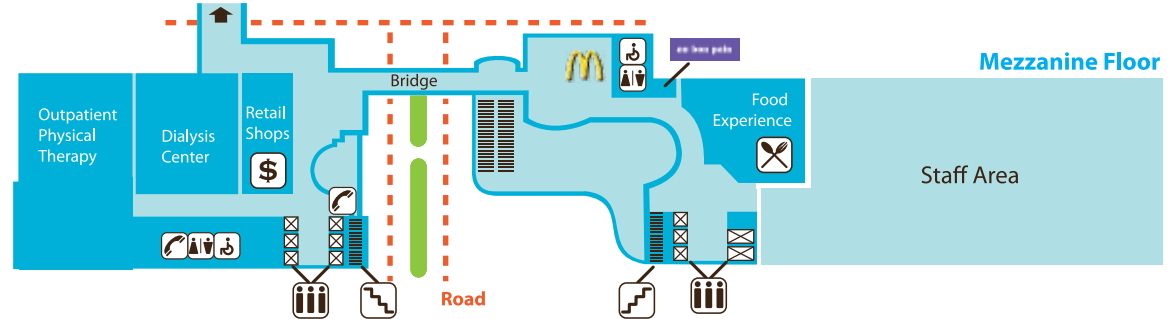 Mezzanine Floor
Bridge
Outpatient
Physical
Therapy
Dialysis
Center
Retail
Shops
$
Food
Experience
Staff Area
Road